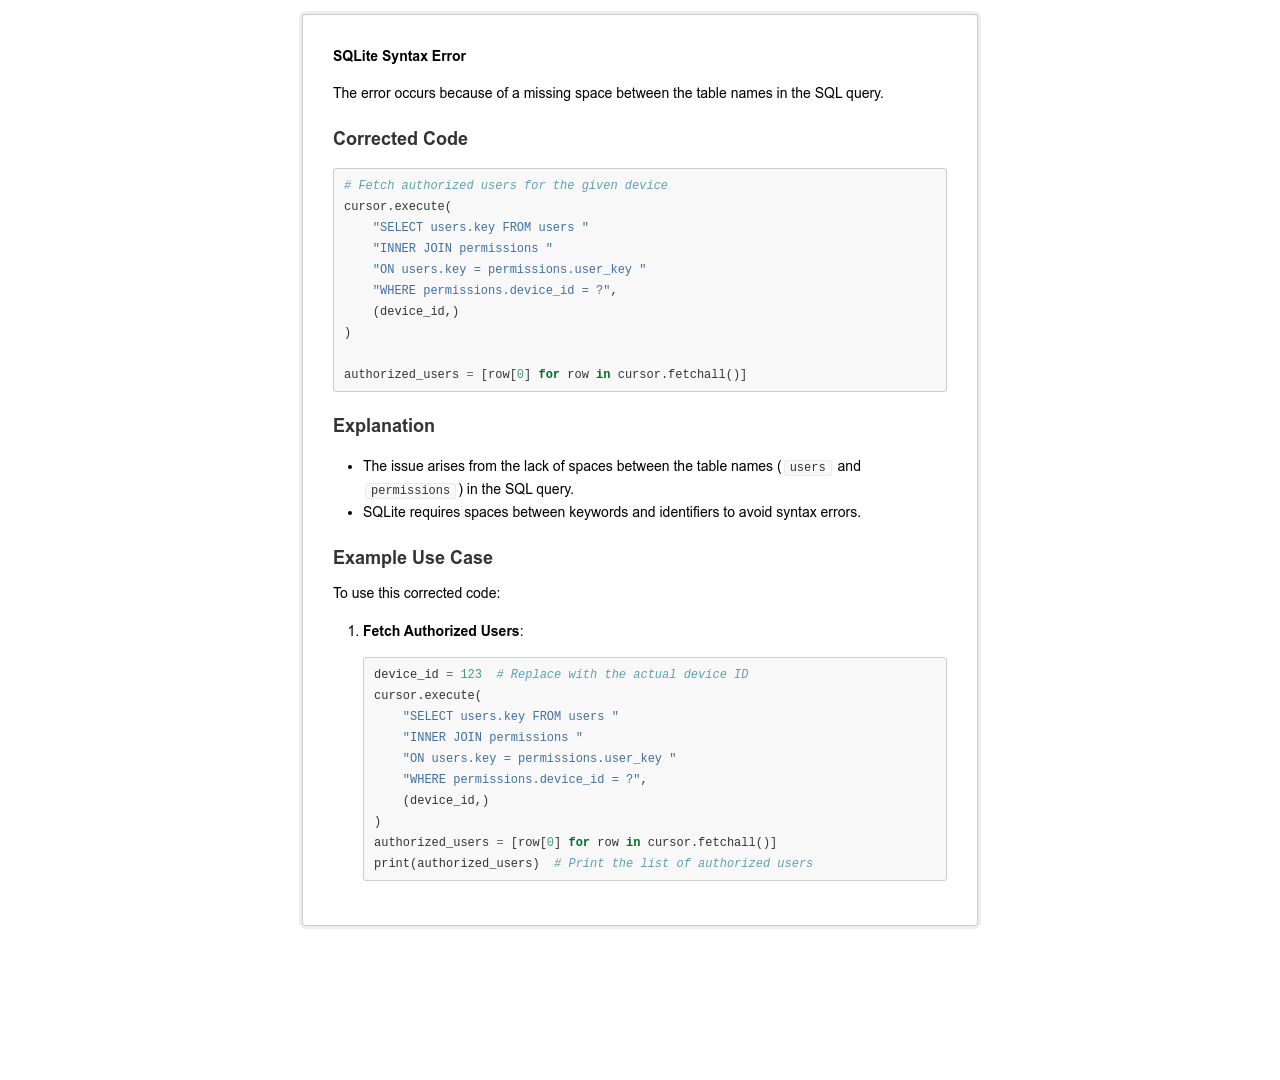 SQLite Syntax Error
The error occurs because of a missing space between the table names in the SQL query.
Corrected Code
# Fetch authorized users for the given device
cursor.execute(
    "SELECT users.key FROM users "
    "INNER JOIN permissions "
    "ON users.key = permissions.user_key "
    "WHERE permissions.device_id = ?",
    (device_id,)
)

authorized_users = [row[0] for row in cursor.fetchall()]
Explanation
• The issue arises from the lack of spaces between the table names ( users and
permissions ) in the SQL query.
• SQLite requires spaces between keywords and identifiers to avoid syntax errors.
Example Use Case
To use this corrected code:
1. Fetch Authorized Users:
device_id = 123  # Replace with the actual device ID
cursor.execute(
    "SELECT users.key FROM users "
    "INNER JOIN permissions "
    "ON users.key = permissions.user_key "
    "WHERE permissions.device_id = ?",
    (device_id,)
)
authorized_users = [row[0] for row in cursor.fetchall()]
print(authorized_users)  # Print the list of authorized users